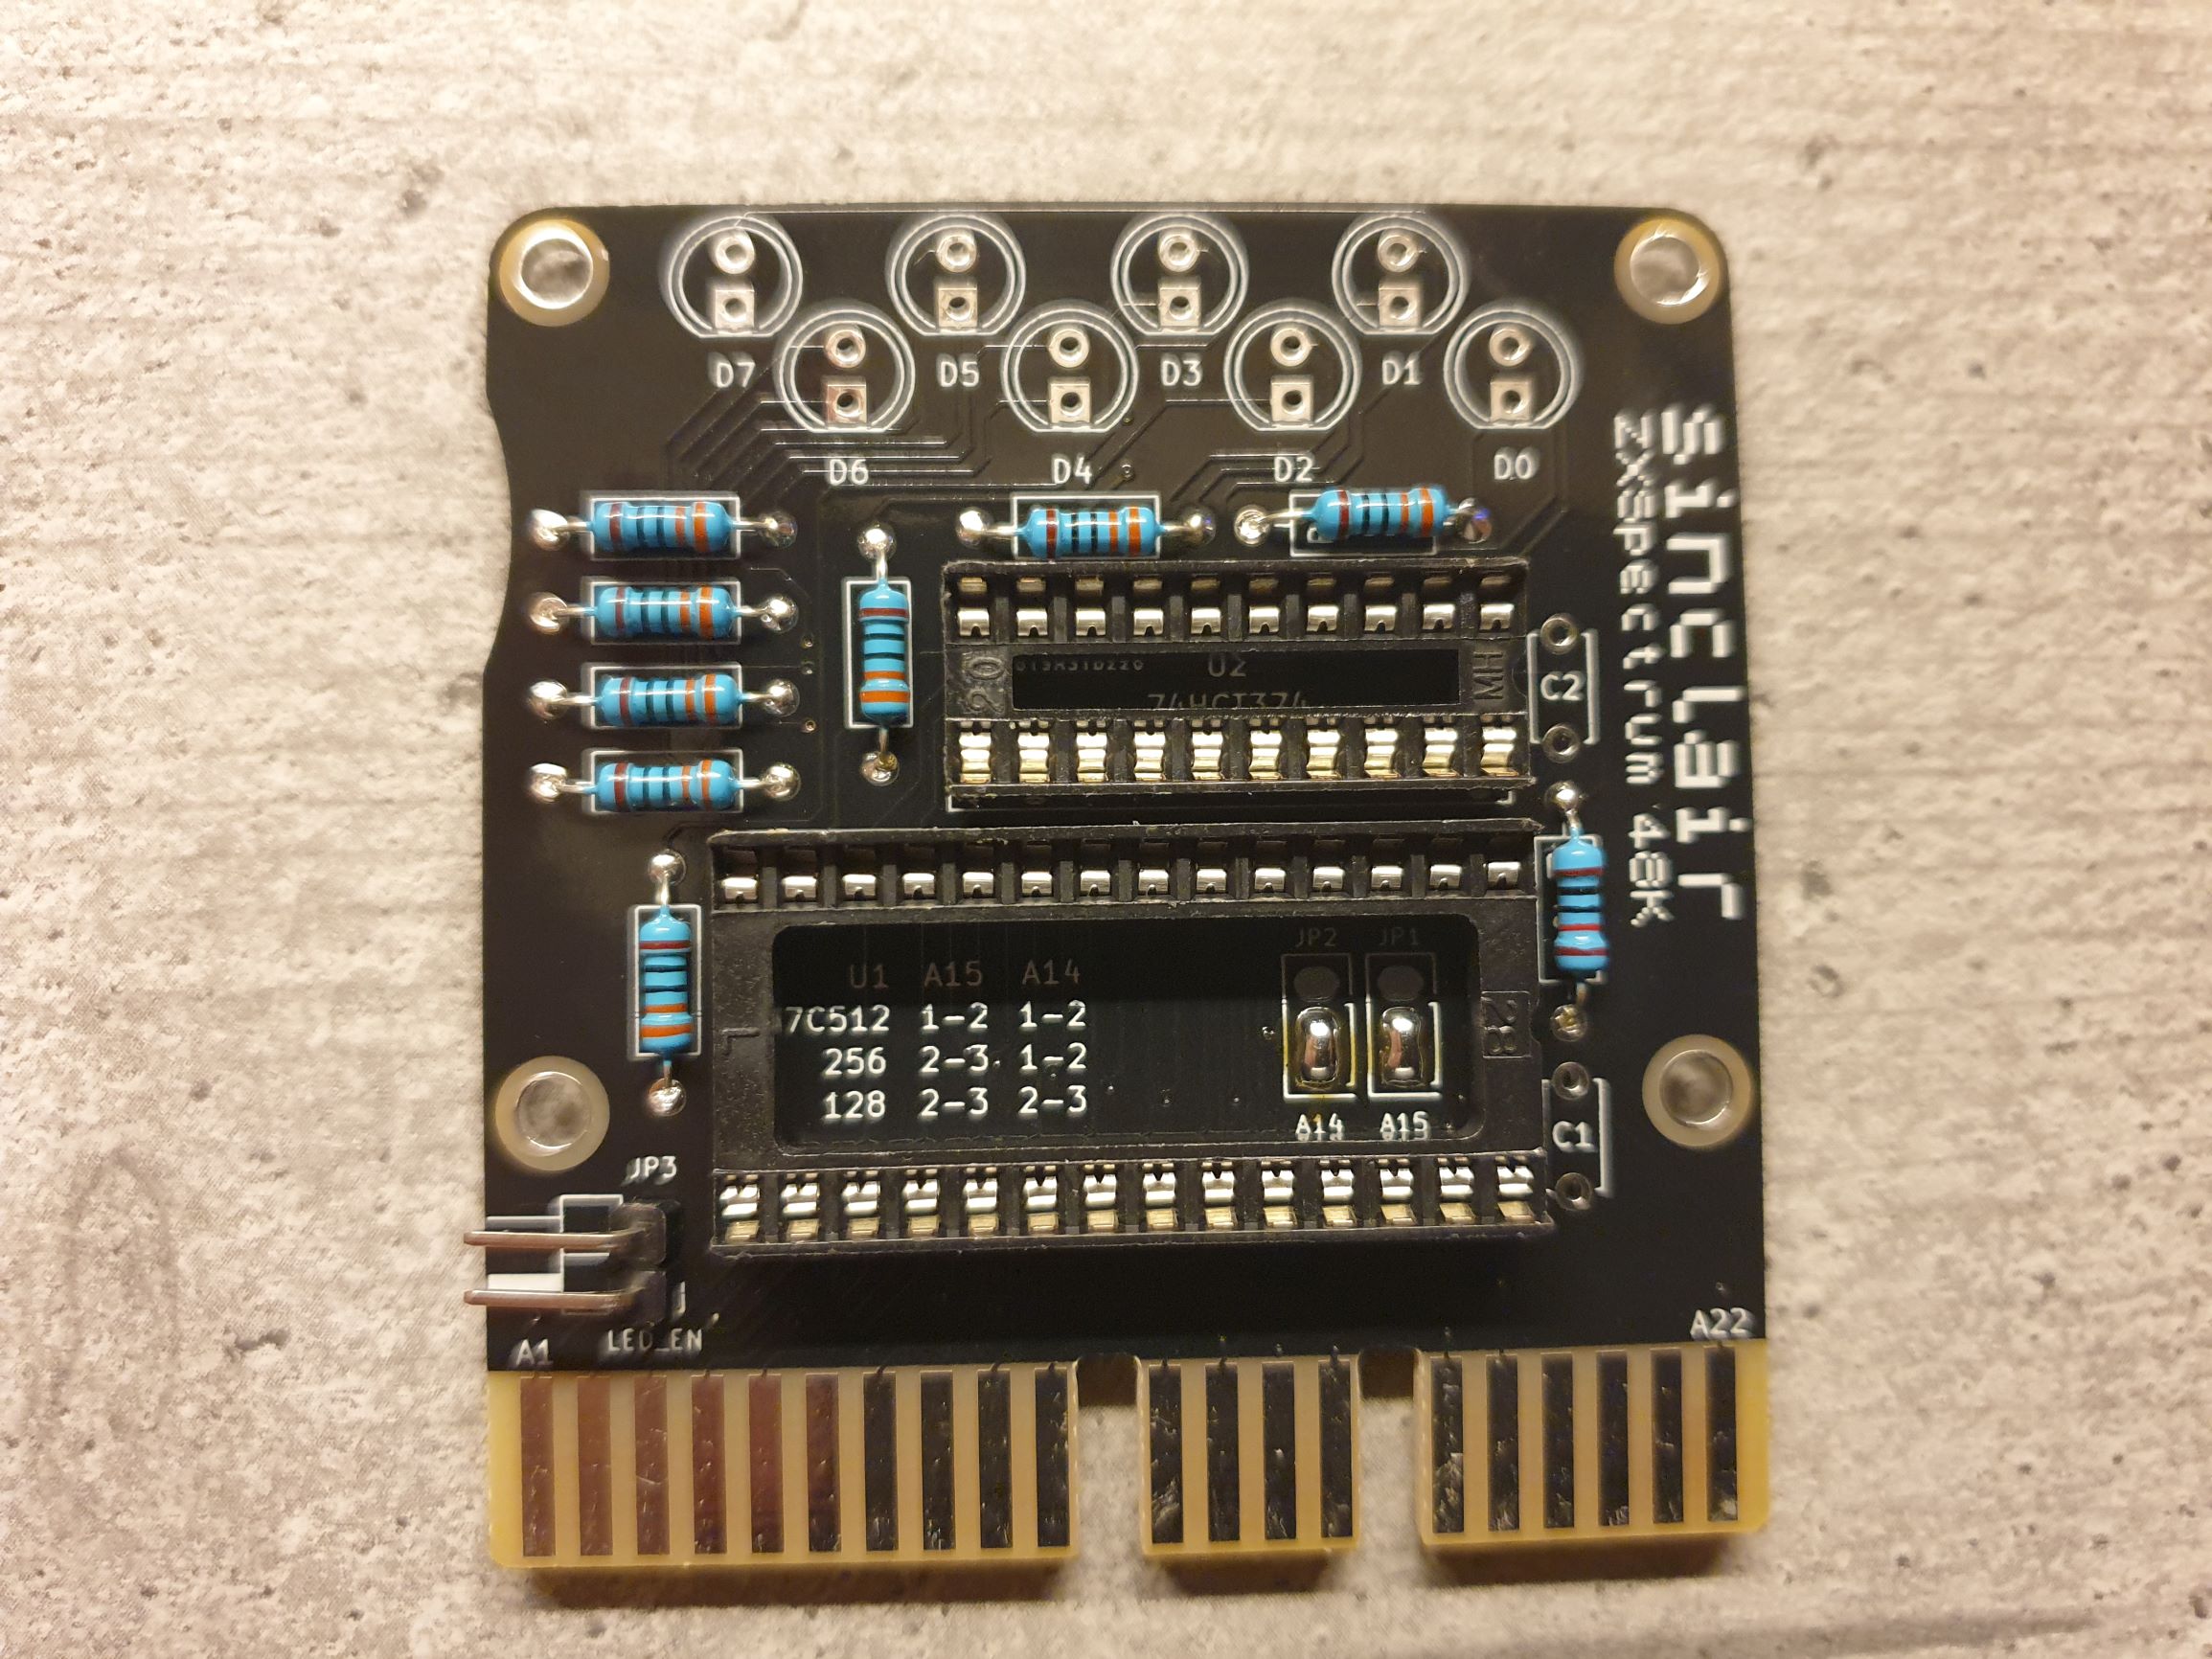 D7
D5
D3
D1
D6
D4
D2
D0
sinclair
ZXSpectrum 48K
20
U2
74HCT374
C2
JP2 JP1
U1 A15 A14
7C512 1-2 1-2
256 2-3 1-2
128 2-3 2-3
28
A14 A15
C1
JP3
LED_EN
A1
A22